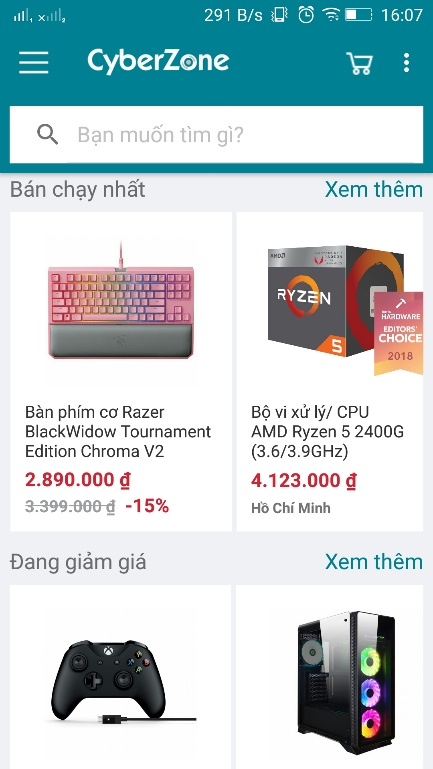 291 B/s 16:07
CyberZone
Bạn muốn tìm gì?
Bán chạy nhất Xem thêm
AMD
RYZEN
5
HARDWARE
EDITORS'
CHOICE
2018
Bàn phím cơ Razer
BlackWidow Tournament
Edition Chroma V2
2.890.000 ₫
3.399.000 ₫ -15%
Bộ vi xử lý/ CPU
AMD Ryzen 5 2400G
(3.6/3.9GHz)
4.123.000 ₫
Hồ Chí Minh
Đang giảm giá Xem thêm